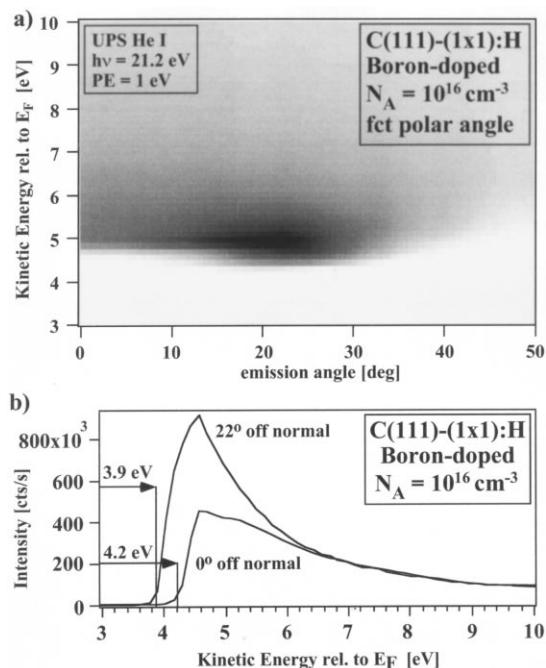 a)
10
9
8
7
6
5
4
3
Kinetic Energy rel. to E_F [eV]
UPS He I
hν = 21.2 eV
PE = 1 eV
C(111)-(1x1):H
Boron-doped
N_A = 10^16 cm^-3
fct polar angle
0 10 20 30 40 50
emission angle [deg]
b)
800x10^3
600
400
200
0
Intensity [cts/s]
3.9 eV
4.2 eV
22° off normal
0° off normal
C(111)-(1x1):H
Boron-doped
N_A = 10^16 cm^-3
3 4 5 6 7 8 9 10
Kinetic Energy rel. to E_F [eV]